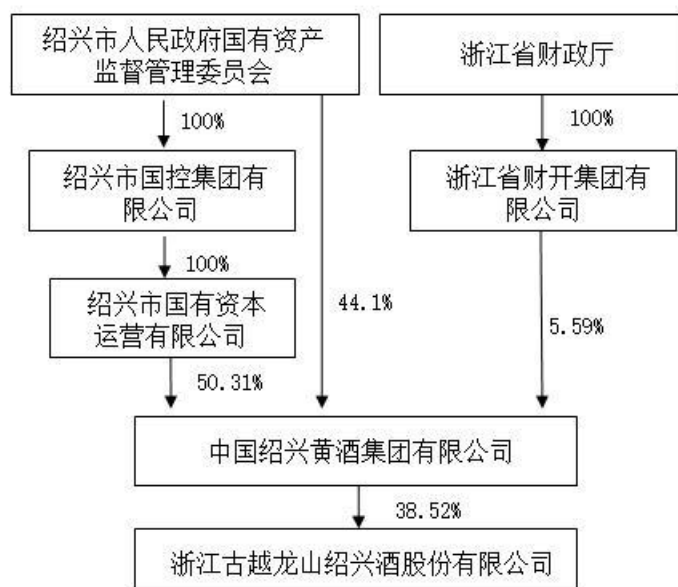 绍兴市人民政府国有资产
监督管理委员会
浙江省财政厅
100%
100%
绍兴市国控集团有
限公司
浙江省财开集团有
限公司
100%
绍兴市国有资本
运营有限公司
44.1%
5.59%
50.31%
中国绍兴黄酒集团有限公司
38.52%
浙江古越龙山绍兴酒股份有限公司